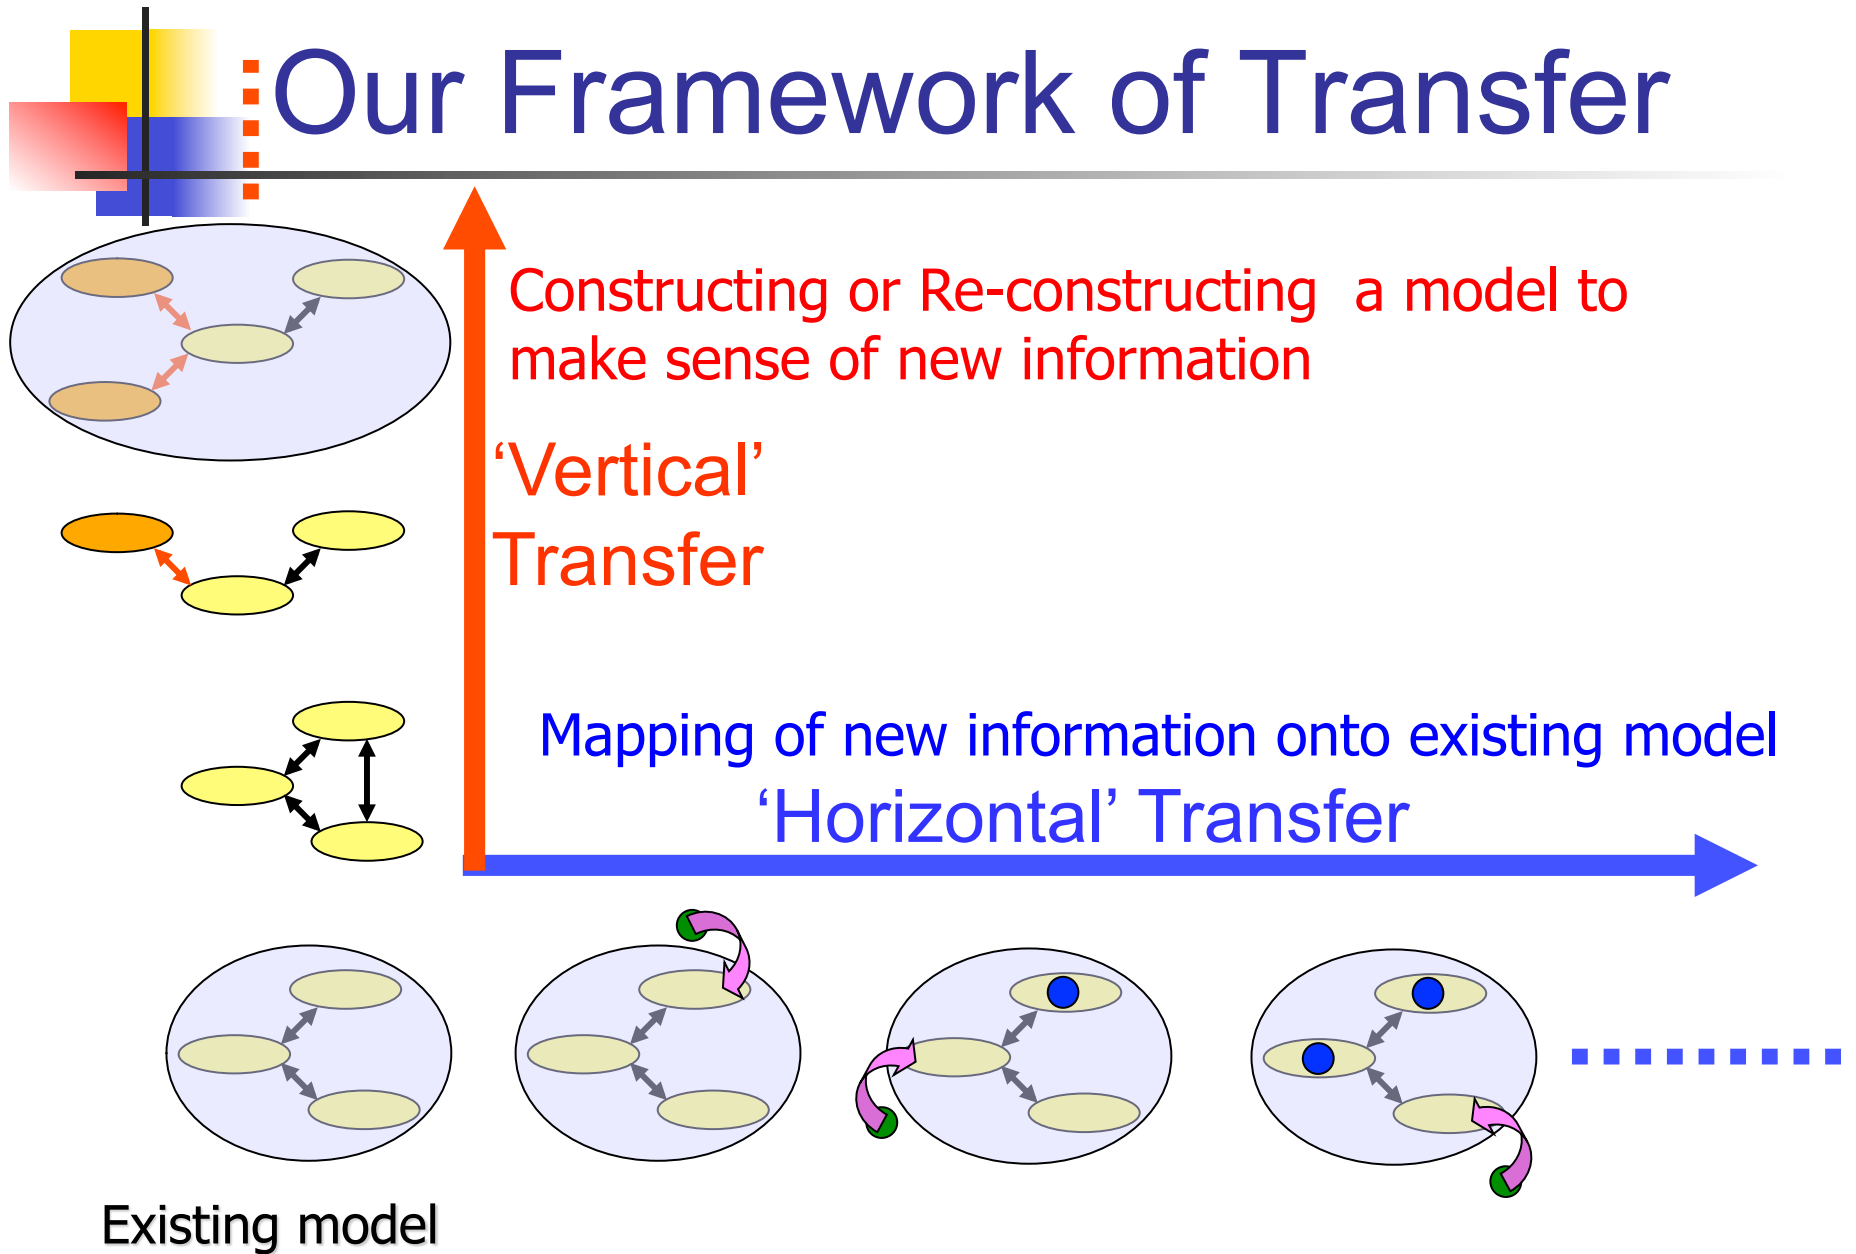 Our Framework of Transfer
Constructing or Re-constructing  a model to
make sense of new information
‘Vertical’
Transfer
Mapping of new information onto existing model
‘Horizontal’ Transfer
Existing model